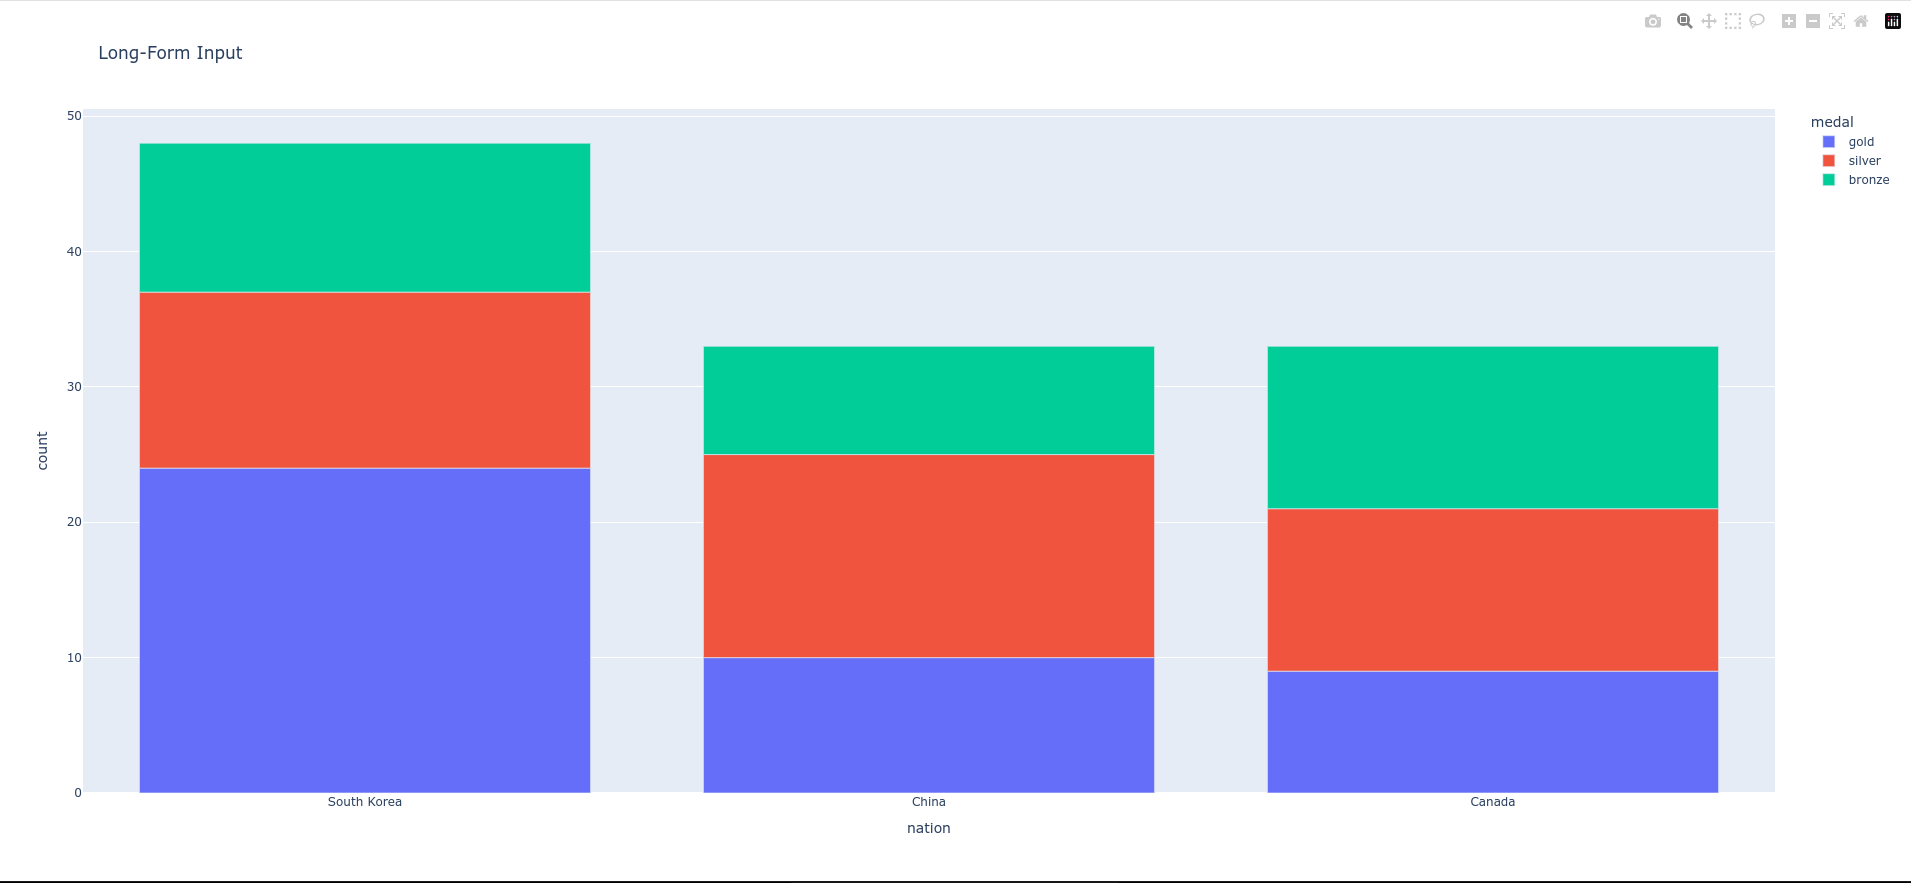 Long-Form Input
medal
gold
silver
bronze
50
40
30
20
10
0
count
South Korea
China
Canada
nation